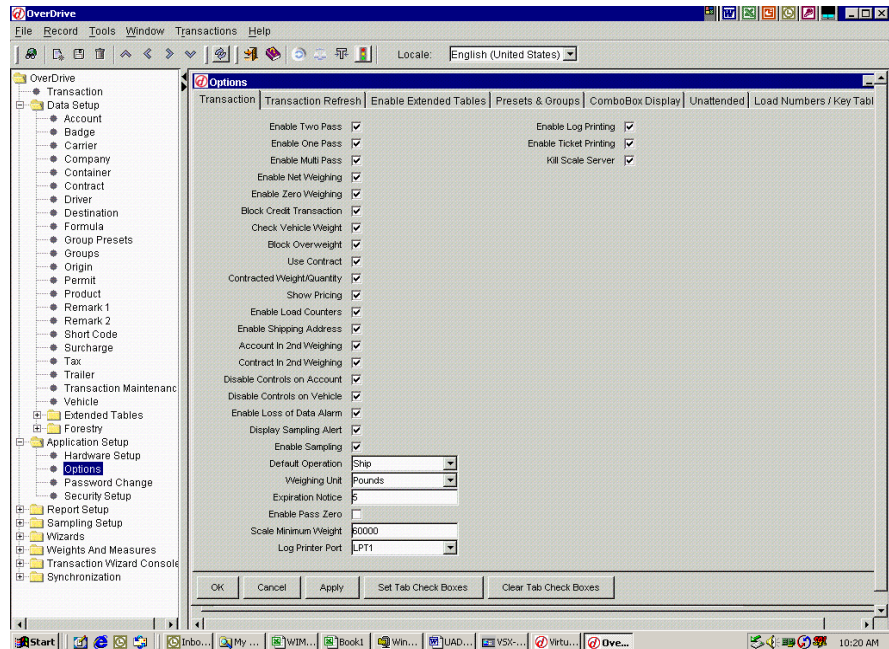 OverDrive
File Record Tools Window Transactions Help
Locale: English (United States)
OverDrive
Transaction
Data Setup
Account
Badge
Carrier
Company
Container
Contract
Driver
Destination
Formula
Group Presets
Groups
Origin
Permit
Product
Remark 1
Remark 2
Short Code
Surcharge
Tax
Trailer
Transaction Maintenanc
Vehicle
Extended Tables
Forestry
Application Setup
Hardware Setup
Options
Password Change
Security Setup
Report Setup
Sampling Setup
Wizards
Weights And Measures
Transaction Wizard Console
Synchronization
Options
Transaction Transaction Refresh Enable Extended Tables Presets & Groups ComboBox Display Unattended Load Numbers / Key Tabl
Enable Two Pass
Enable One Pass
Enable Multi Pass
Enable Net Weighing
Enable Zero Weighing
Block Credit Transaction
Check Vehicle Weight
Block Overweight
Use Contract
Contracted Weight/Quantity
Show Pricing
Enable Load Counters
Enable Shipping Address
Account In 2nd Weighing
Contract In 2nd Weighing
Disable Controls on Account
Disable Controls on Vehicle
Enable Loss of Data Alarm
Display Sampling Alert
Enable Sampling
Default Operation Ship
Weighing Unit Pounds
Expiration Notice 5
Enable Pass Zero
Scale Minimum Weight 60000
Log Printer Port LPT1
Enable Log Printing
Enable Ticket Printing
Kill Scale Server
OK Cancel Apply Set Tab Check Boxes Clear Tab Check Boxes
Start Inbo... My ... WIM... Book1 Win... UAD... VSX-... Virtu... Ove... 10:20 AM